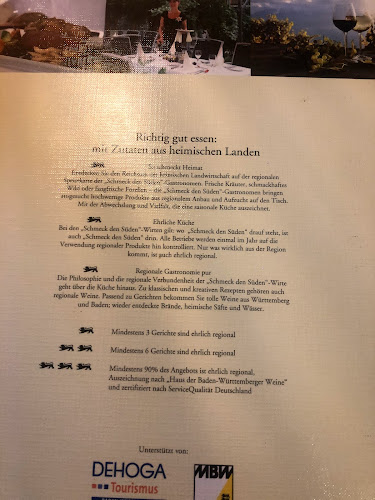 Richtig gut essen:
mit Zutaten aus heimischen Landen
So schmeckt Heimat
Entdecken Sie den Reichtum der heimischen Landwirtschaft auf der regionalen
Speisekarte der „Schmeck den Süden"-Gastronomen. Frische Kräuter, schmackhaftes
Wild oder fangfrische Forellen – die „Schmeck den Süden"-Gastronomen bringen
ausgesucht hochwertige Produkte aus regionalem Anbau und Aufzucht auf den Tisch.
Mit der Abwechslung und Vielfalt, die eine saisonale Küche auszeichnet.
Ehrliche Küche
Bei den „Schmeck den Süden"-Wirten gilt: wo „Schmeck den Süden" drauf steht, ist
auch „Schmeck den Süden" drin. Alle Betriebe werden einmal im Jahr auf die
Verwendung regionaler Produkte hin kontrolliert. Nur was wirklich aus der Region
kommt, ist auch ehrlich regional.
Regionale Gastronomie pur
Die Philosophie und die regionale Verbundenheit der „Schmeck den Süden"-Wirte
geht über die Küche hinaus. Zu klassischen und kreativen Rezepten gehören auch
regionale Weine. Passend zu Gerichten bekommen Sie tolle Weine aus Württemberg
und Baden; wieder entdeckte Brände, heimische Säfte und Wässer.
Mindestens 3 Gerichte sind ehrlich regional
Mindestens 6 Gerichte sind ehrlich regional
Mindestens 90% des Angebot ist ehrlich regional,
Auszeichnung nach „Haus der Baden-Württemberger Weine"
und zertifiziert nach ServiceQualität Deutschland
Unterstützt von:
DEHOGA
Tourismus
MBW